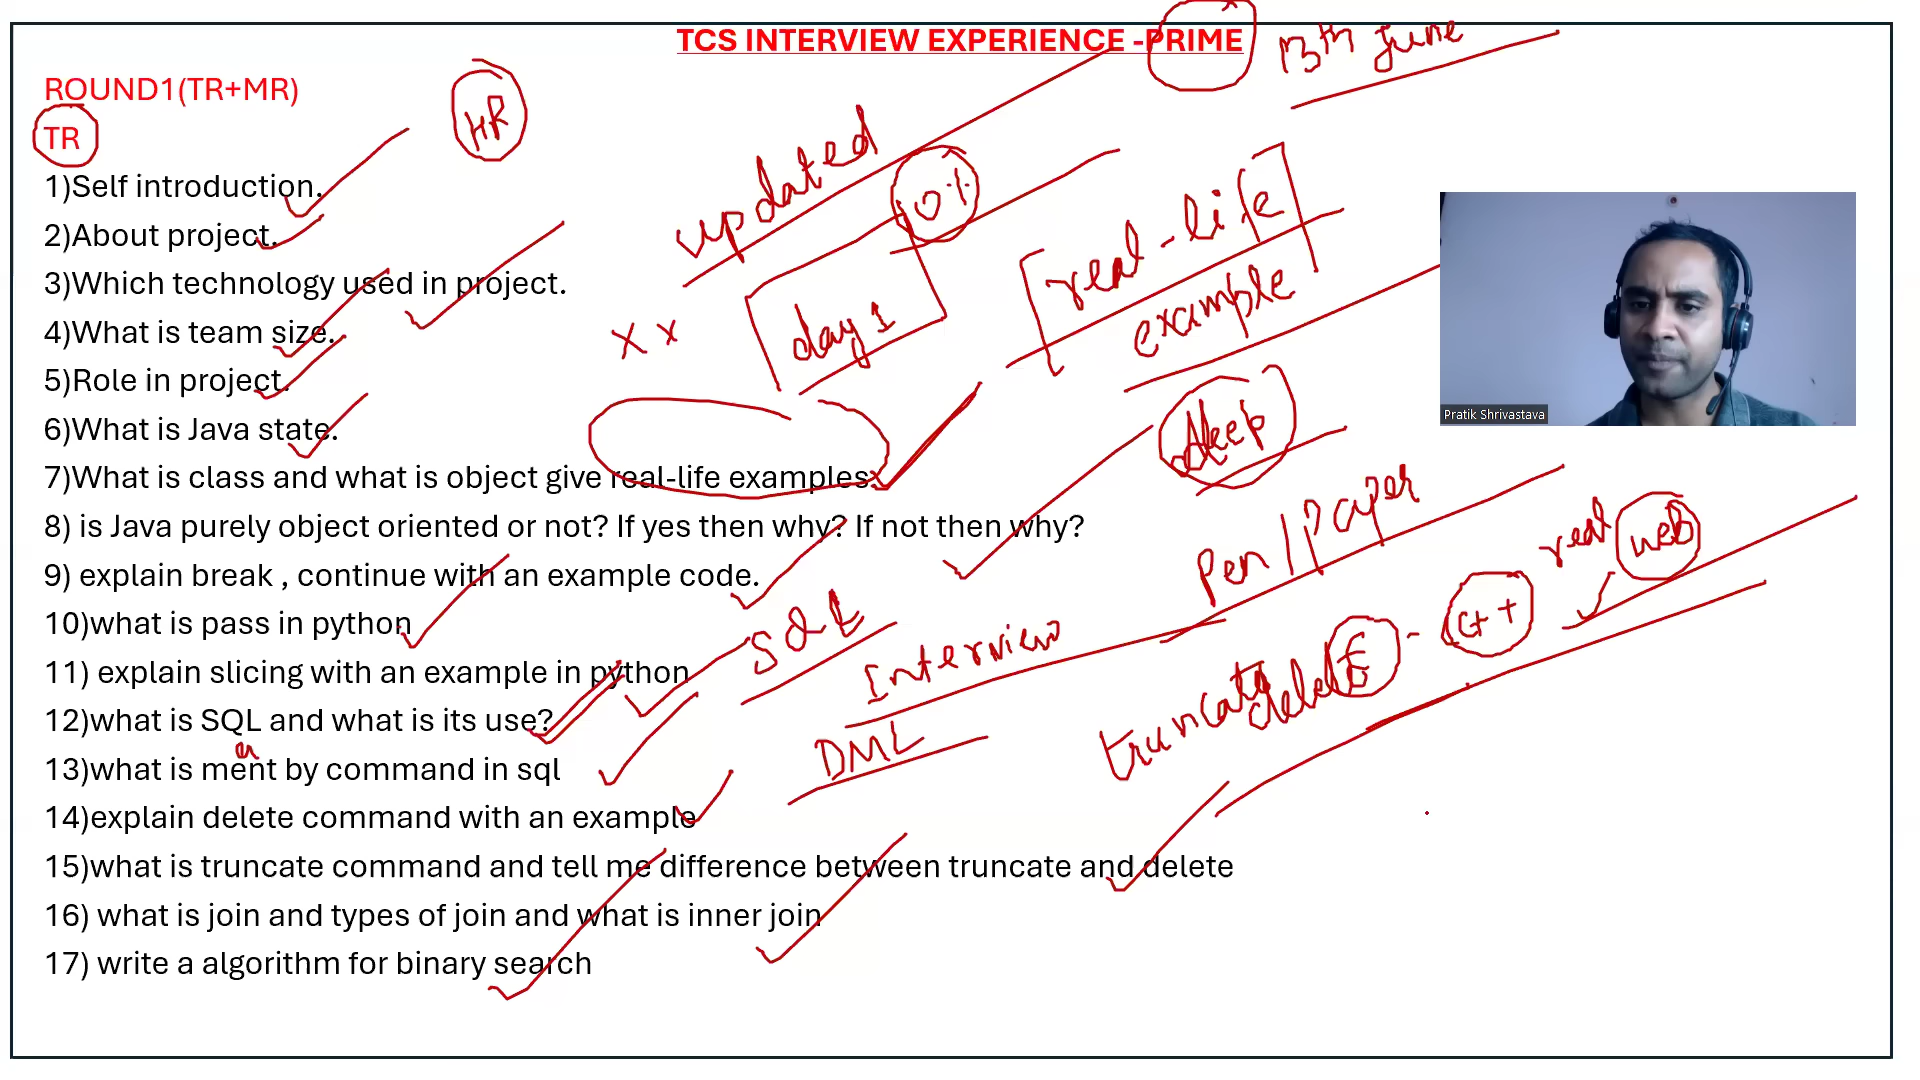 TCS INTERVIEW EXPERIENCE -PRIME
13th June
ROUND1(TR+MR)
HR
TR
updated
1)Self introduction.
10%
real-life
2)About project.
3)Which technology used in project.
example
4)What is team size.
x x
day 1
5)Role in project.
Pratik Shrivastava
6)What is Java state.
deep
7)What is class and what is object give real-life examples.
8) is Java purely object oriented or not? If yes then why? If not then why?
Pen / Paper
real web
9) explain break , continue with an example code.
SQL
C++
10)what is pass in python
Interview
11) explain slicing with an example in python
truncate delete
12)what is SQL and what is its use?
DML
13)what is ment by command in sql
14)explain delete command with an example
15)what is truncate command and tell me difference between truncate and delete
16) what is join and types of join and what is inner join
17) write a algorithm for binary search